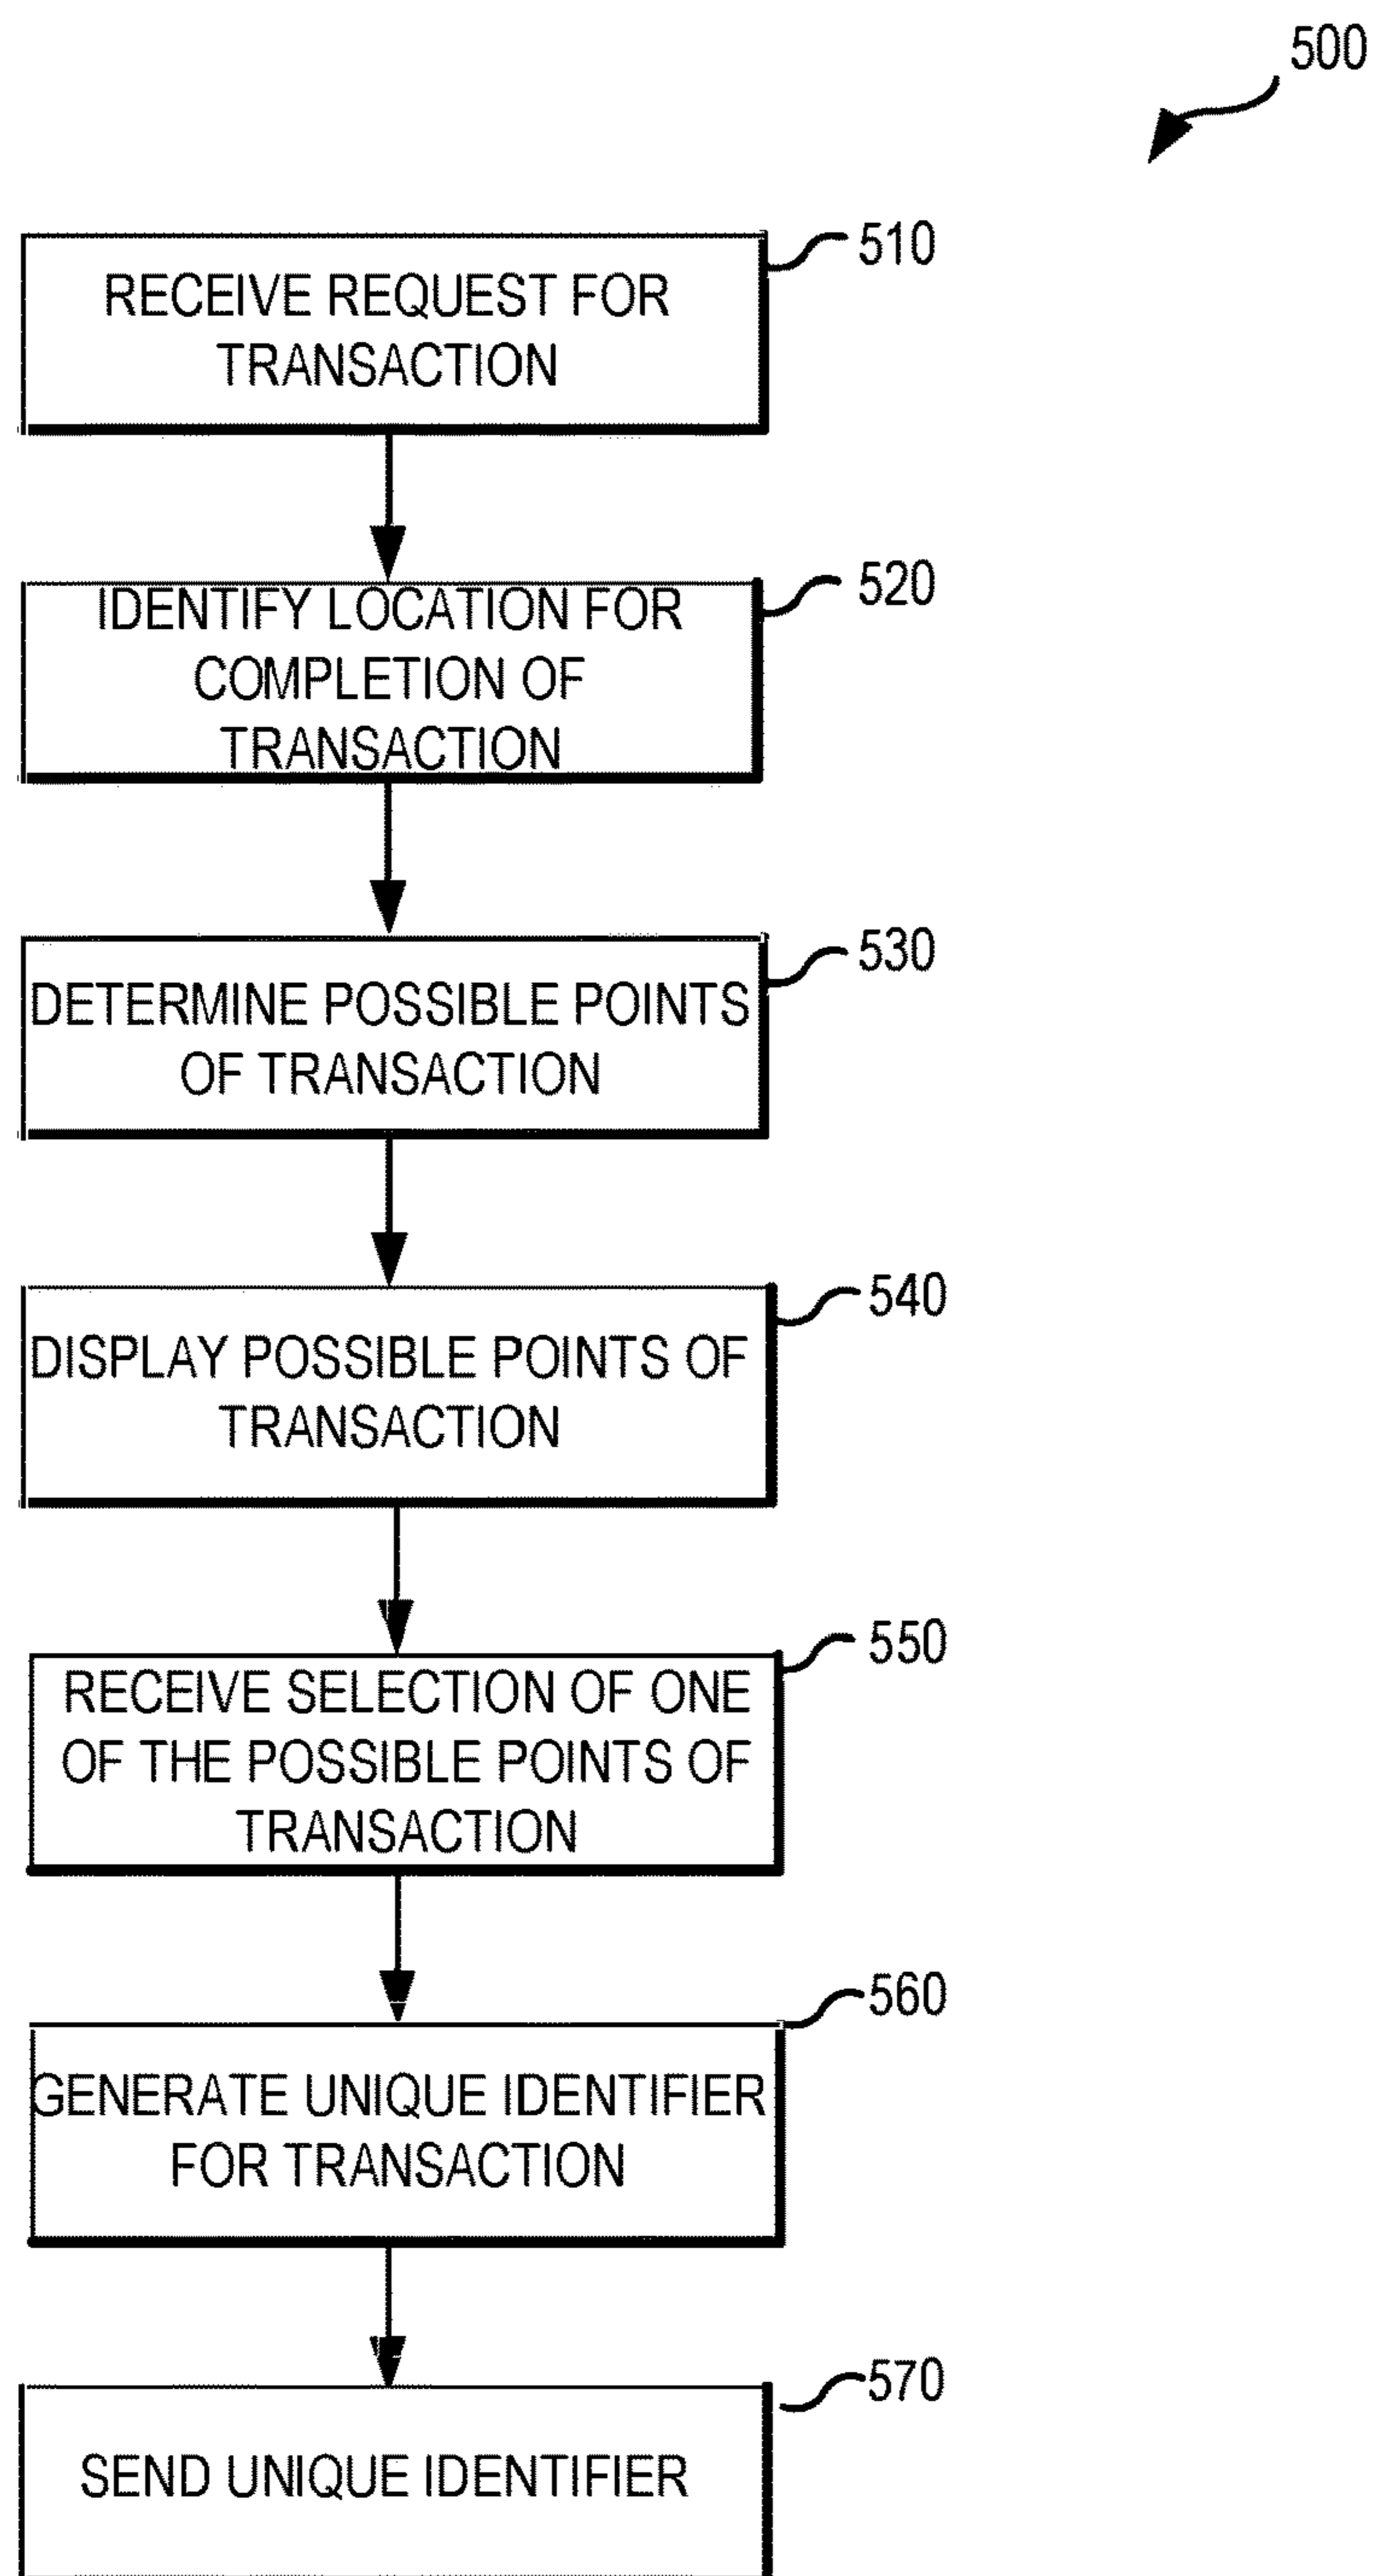 500
510
RECEIVE REQUEST FOR
TRANSACTION
520
IDENTIFY LOCATION FOR
COMPLETION OF
TRANSACTION
530
DETERMINE POSSIBLE POINTS
OF TRANSACTION
540
DISPLAY POSSIBLE POINTS OF
TRANSACTION
550
RECEIVE SELECTION OF ONE
OF THE POSSIBLE POINTS OF
TRANSACTION
560
GENERATE UNIQUE IDENTIFIER
FOR TRANSACTION
570
SEND UNIQUE IDENTIFIER